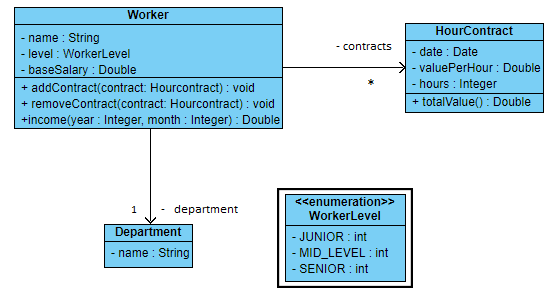 Worker
- name : String
- level : WorkerLevel
- baseSalary : Double
+ addContract(contract: Hourcontract) : void
+ removeContract(contract: Hourcontract) : void
+income(year : Integer, month : Integer) : Double
- contracts
*
HourContract
- date : Date
- valuePerHour : Double
- hours : Integer
+ totalValue() : Double
1 - department
Department
- name : String
<<enumeration>>
WorkerLevel
- JUNIOR : int
- MID_LEVEL : int
- SENIOR : int